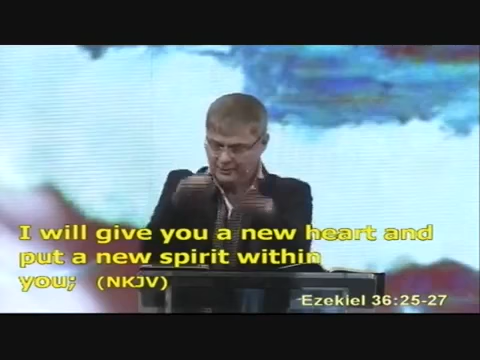 I will give you a new heart and
put a new spirit within
you; (NKJV)
Ezekiel 36:25-27